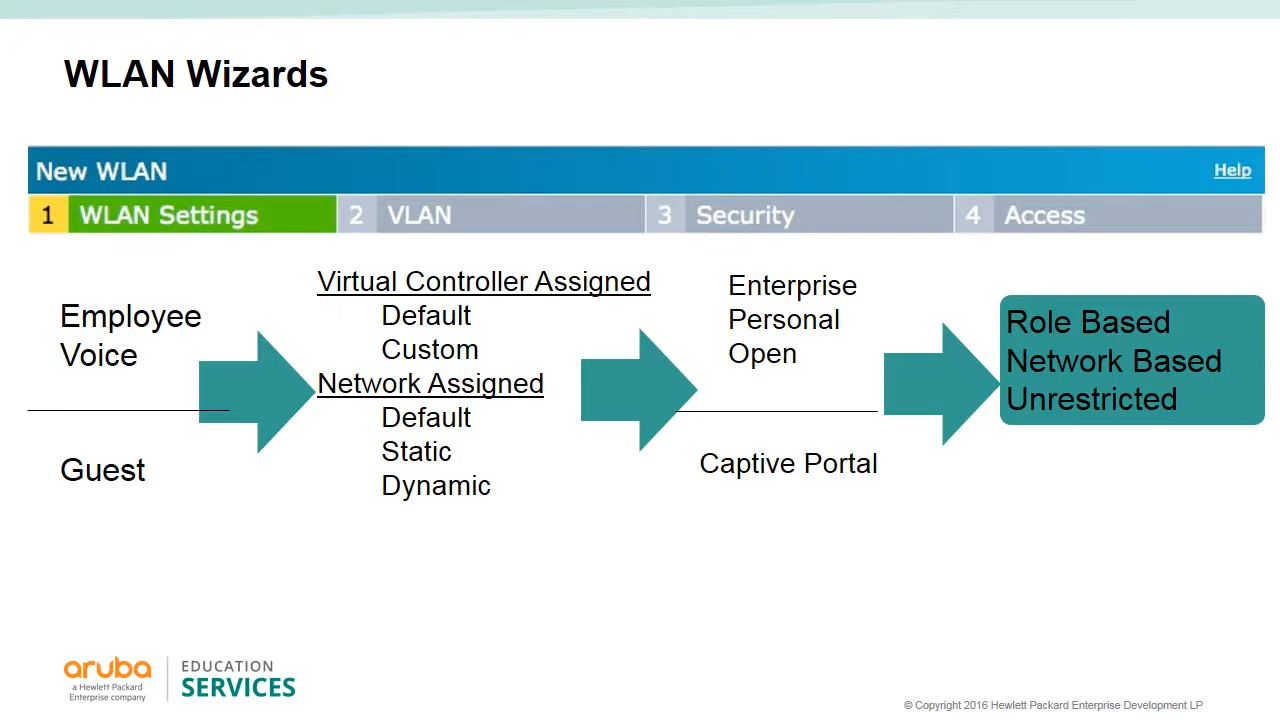 WLAN Wizards
New WLAN
Help
1 WLAN Settings
2 VLAN
3 Security
4 Access
Employee
Voice
Guest
Virtual Controller Assigned
Default
Custom
Network Assigned
Default
Static
Dynamic
Enterprise
Personal
Open
Captive Portal
Role Based
Network Based
Unrestricted
aruba
a Hewlett Packard
Enterprise company
EDUCATION
SERVICES
© Copyright 2016 Hewlett Packard Enterprise Development LP